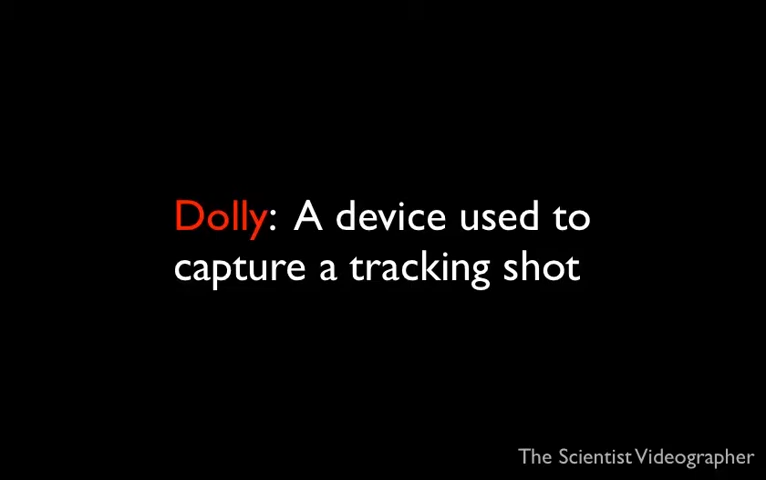 Dolly: A device used to
capture a tracking shot
The Scientist Videographer